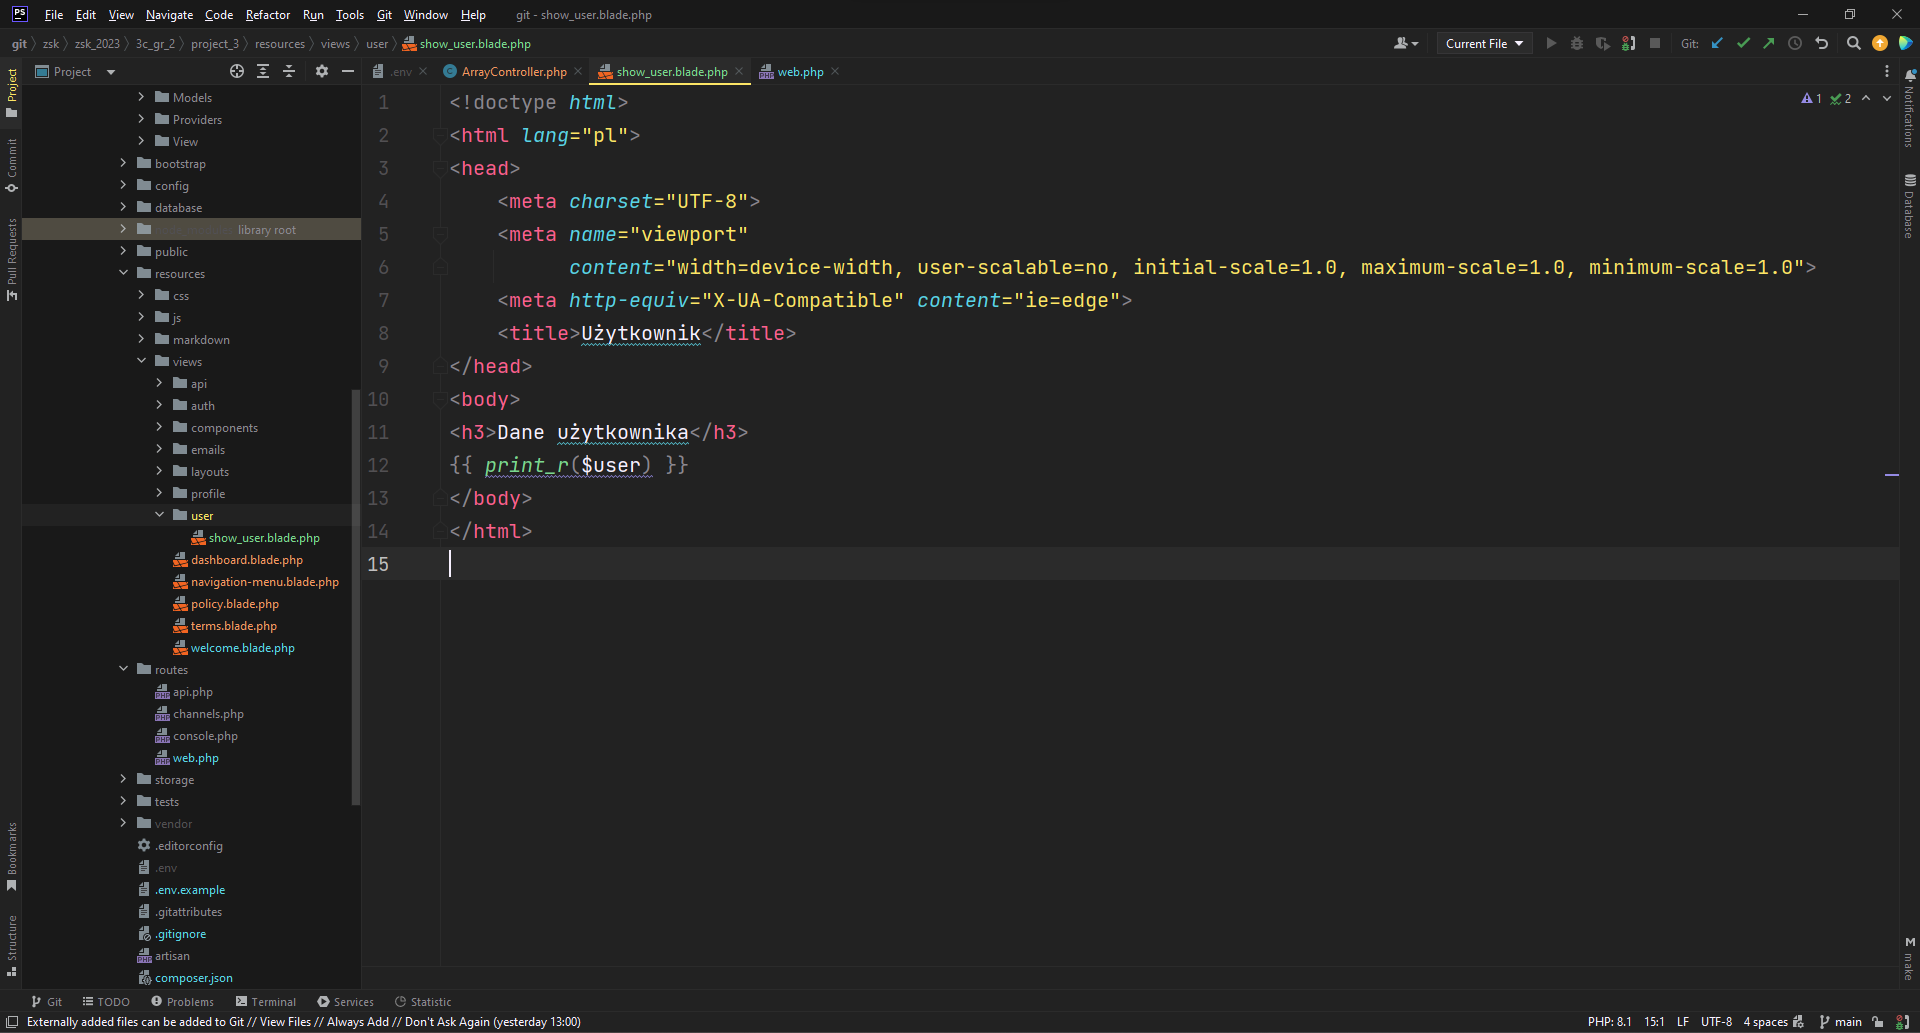 PS File Edit View Navigate Code Refactor Run Tools Git Window Help git - show_user.blade.php
git zsk zsk_2023 3c_gr_2 project_3 resources views user show_user.blade.php Current File Git:
Project .env ArrayController.php show_user.blade.php web.php
Project
Commit
Pull Requests
Bookmarks
Structure
Models
Providers
View
bootstrap
config
database
library root
public
resources
css
js
markdown
views
api
auth
components
emails
layouts
profile
user
show_user.blade.php
dashboard.blade.php
navigation-menu.blade.php
policy.blade.php
terms.blade.php
welcome.blade.php
routes
api.php
channels.php
console.php
web.php
storage
tests
vendor
.editorconfig
.env
.env.example
.gitattributes
.gitignore
artisan
composer.json
1 <!doctype html>
2 <html lang="pl">
3 <head>
4 <meta charset="UTF-8">
5 <meta name="viewport"
6 content="width=device-width, user-scalable=no, initial-scale=1.0, maximum-scale=1.0, minimum-scale=1.0">
7 <meta http-equiv="X-UA-Compatible" content="ie=edge">
8 <title>Użytkownik</title>
9 </head>
10 <body>
11 <h3>Dane użytkownika</h3>
12 {{ print_r($user) }}
13 </body>
14 </html>
15
1 2
Notifications
Database
M make
Git TODO Problems Terminal Services Statistic
Externally added files can be added to Git // View Files // Always Add // Don't Ask Again (yesterday 13:00) PHP: 8.1 15:1 LF UTF-8 4 spaces main